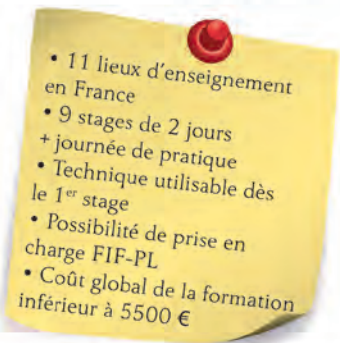 • 11 lieux d'enseignement
en France
• 9 stages de 2 jours
+ journée de pratique
• Technique utilisable dès
le 1er stage
• Possibilité de prise en
charge FIF-PL
• Coût global de la formation
inférieur à 5500 €